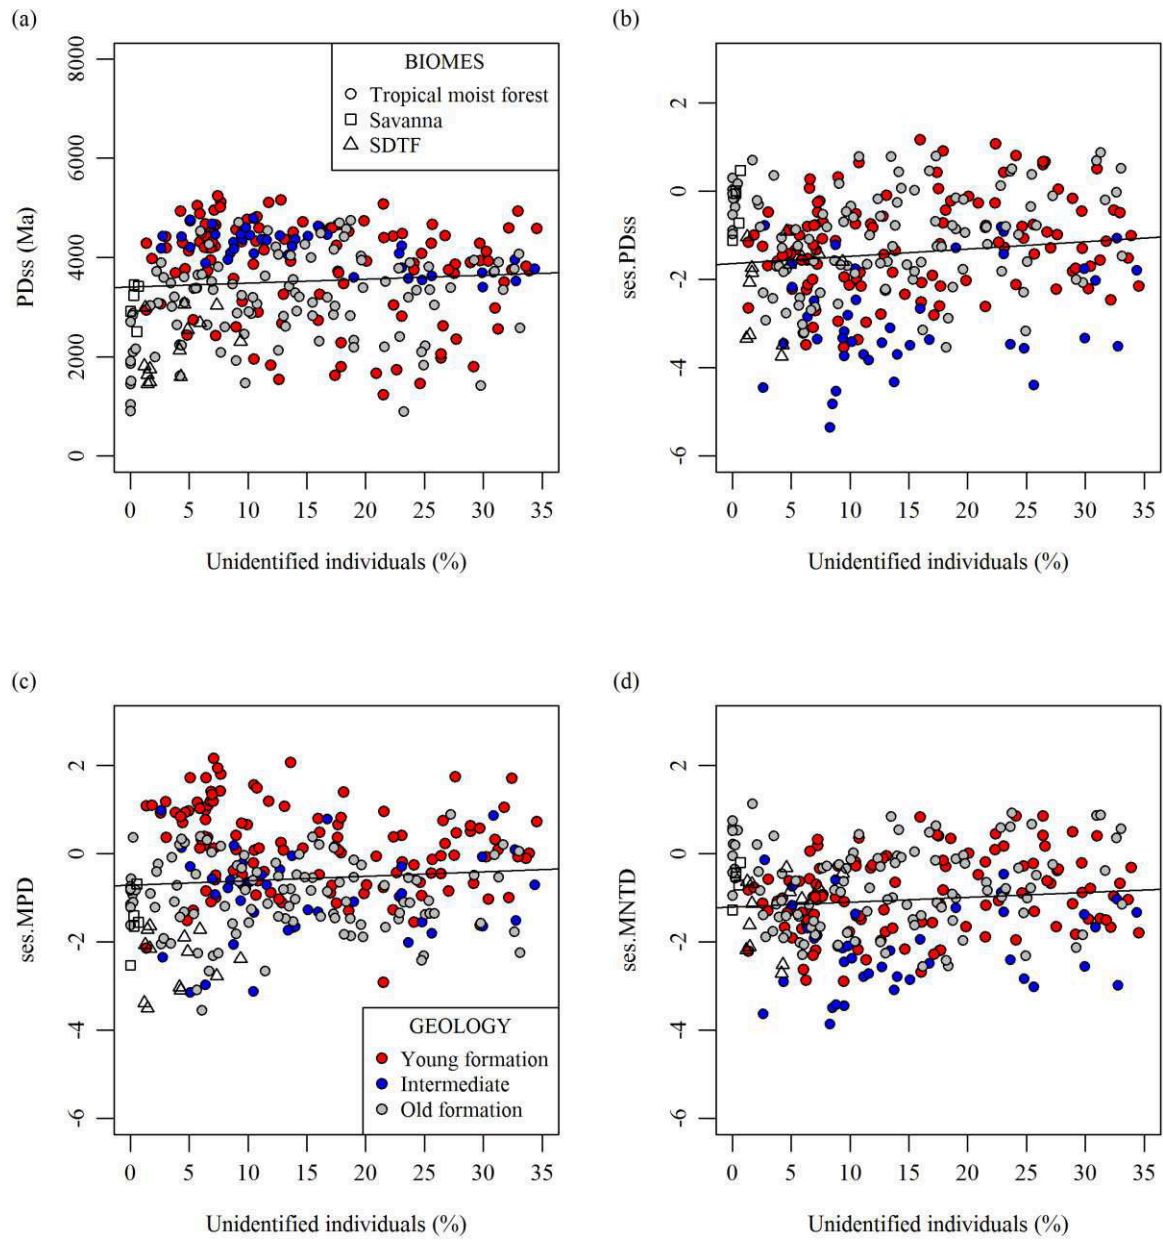 (a)
8000
6000
4000
2000
0
PDss (Ma)
BIOMES
Tropical moist forest
Savanna
SDTF
0 5 10 15 20 25 30 35
Unidentified individuals (%)
(b)
2
0
-2
-4
-6
ses.PDss
0 5 10 15 20 25 30 35
Unidentified individuals (%)
(c)
2
0
-2
-4
-6
ses.MPD
GEOLOGY
Young formation
Intermediate
Old formation
0 5 10 15 20 25 30 35
Unidentified individuals (%)
(d)
2
0
-2
-4
-6
ses.MNTD
0 5 10 15 20 25 30 35
Unidentified individuals (%)